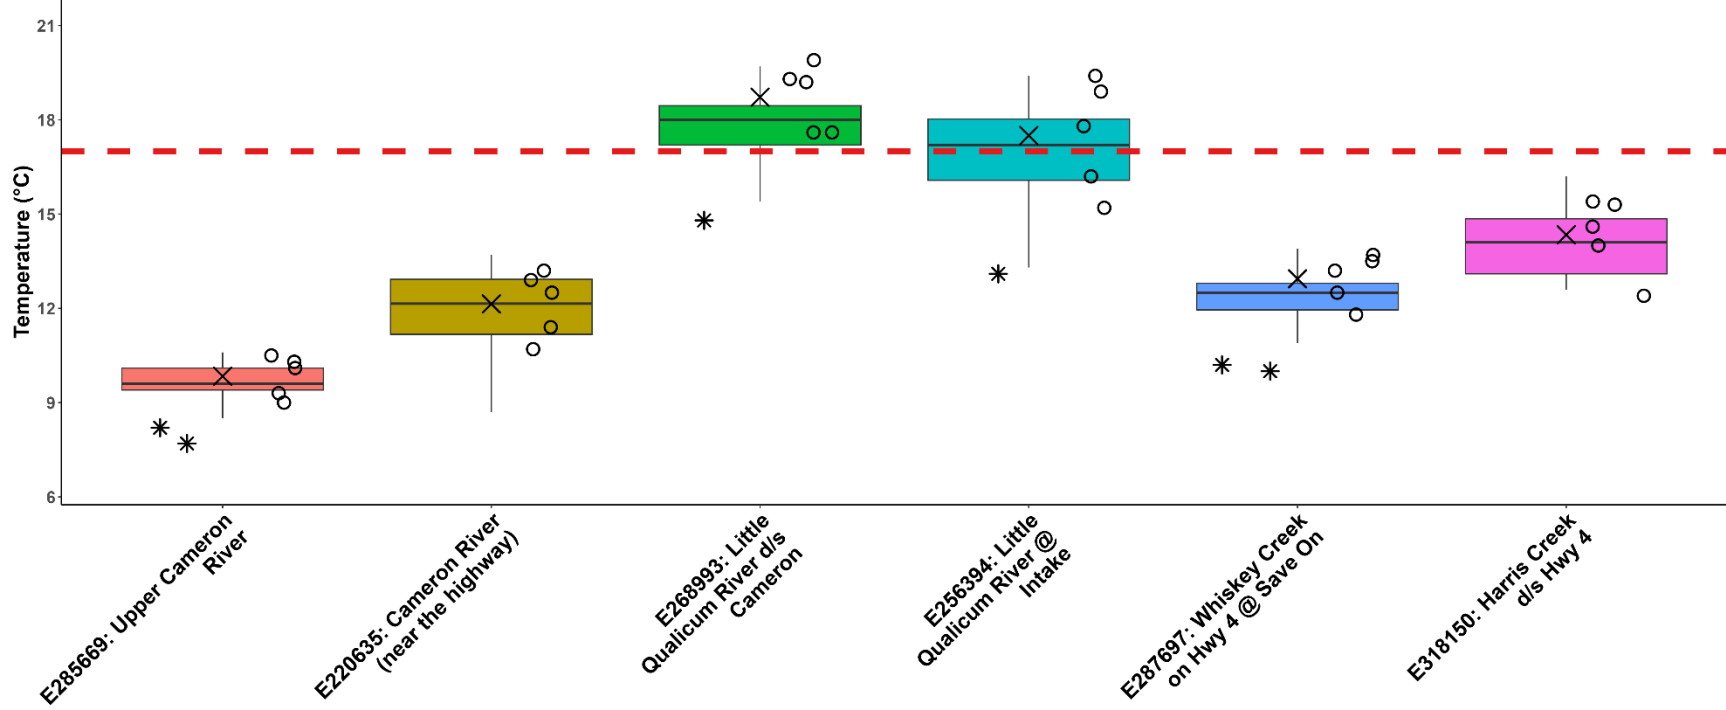 21
18
15
12
9
6
Temperature (°C)
E285669: Upper Cameron
River
E220635: Cameron River
(near the highway)
E268993: Little
Qualicum River d/s
Cameron
E256394: Little
Qualicum River @
Intake
E287697: Whiskey Creek
on Hwy 4 @ Save On
E318150: Harris Creek
d/s Hwy 4